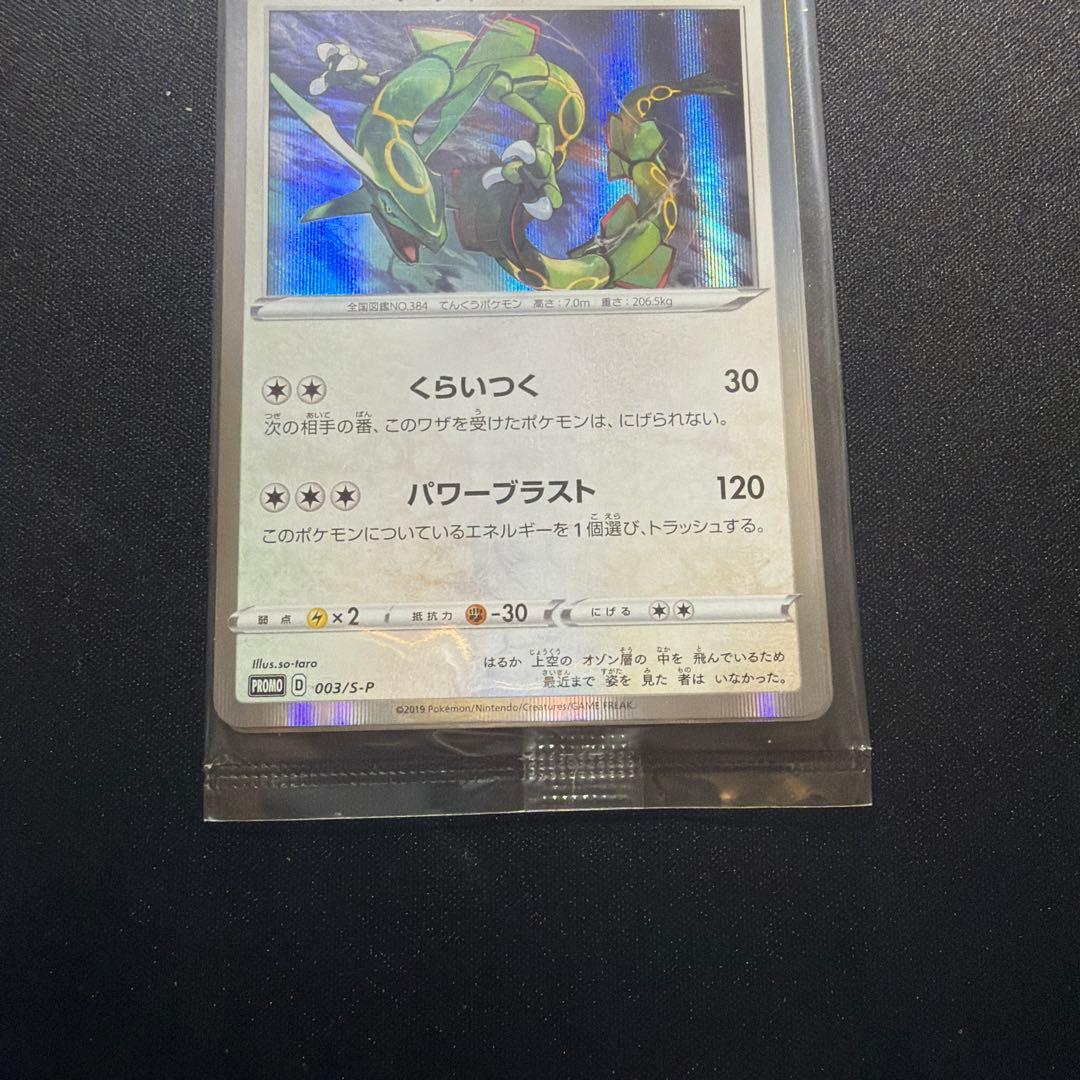 全国図鑑NO.384 てんくうポケモン 高さ:7.0m 重さ:206.5kg
くらいつく 30
次の相手の番、このワザを受けたポケモンは、にげられない。
パワーブラスト 120
このポケモンについているエネルギーを1個選び、トラッシュする。
弱点 ×2 抵抗力 -30 にげる
Illus.so-taro
はるか 上空の オゾン層の 中を 飛んでいるため
最近まで 姿を 見た 者は いなかった。
PROMO D 003/S-P
©2019 Pokémon/Nintendo/Creatures/GAME FREAK.